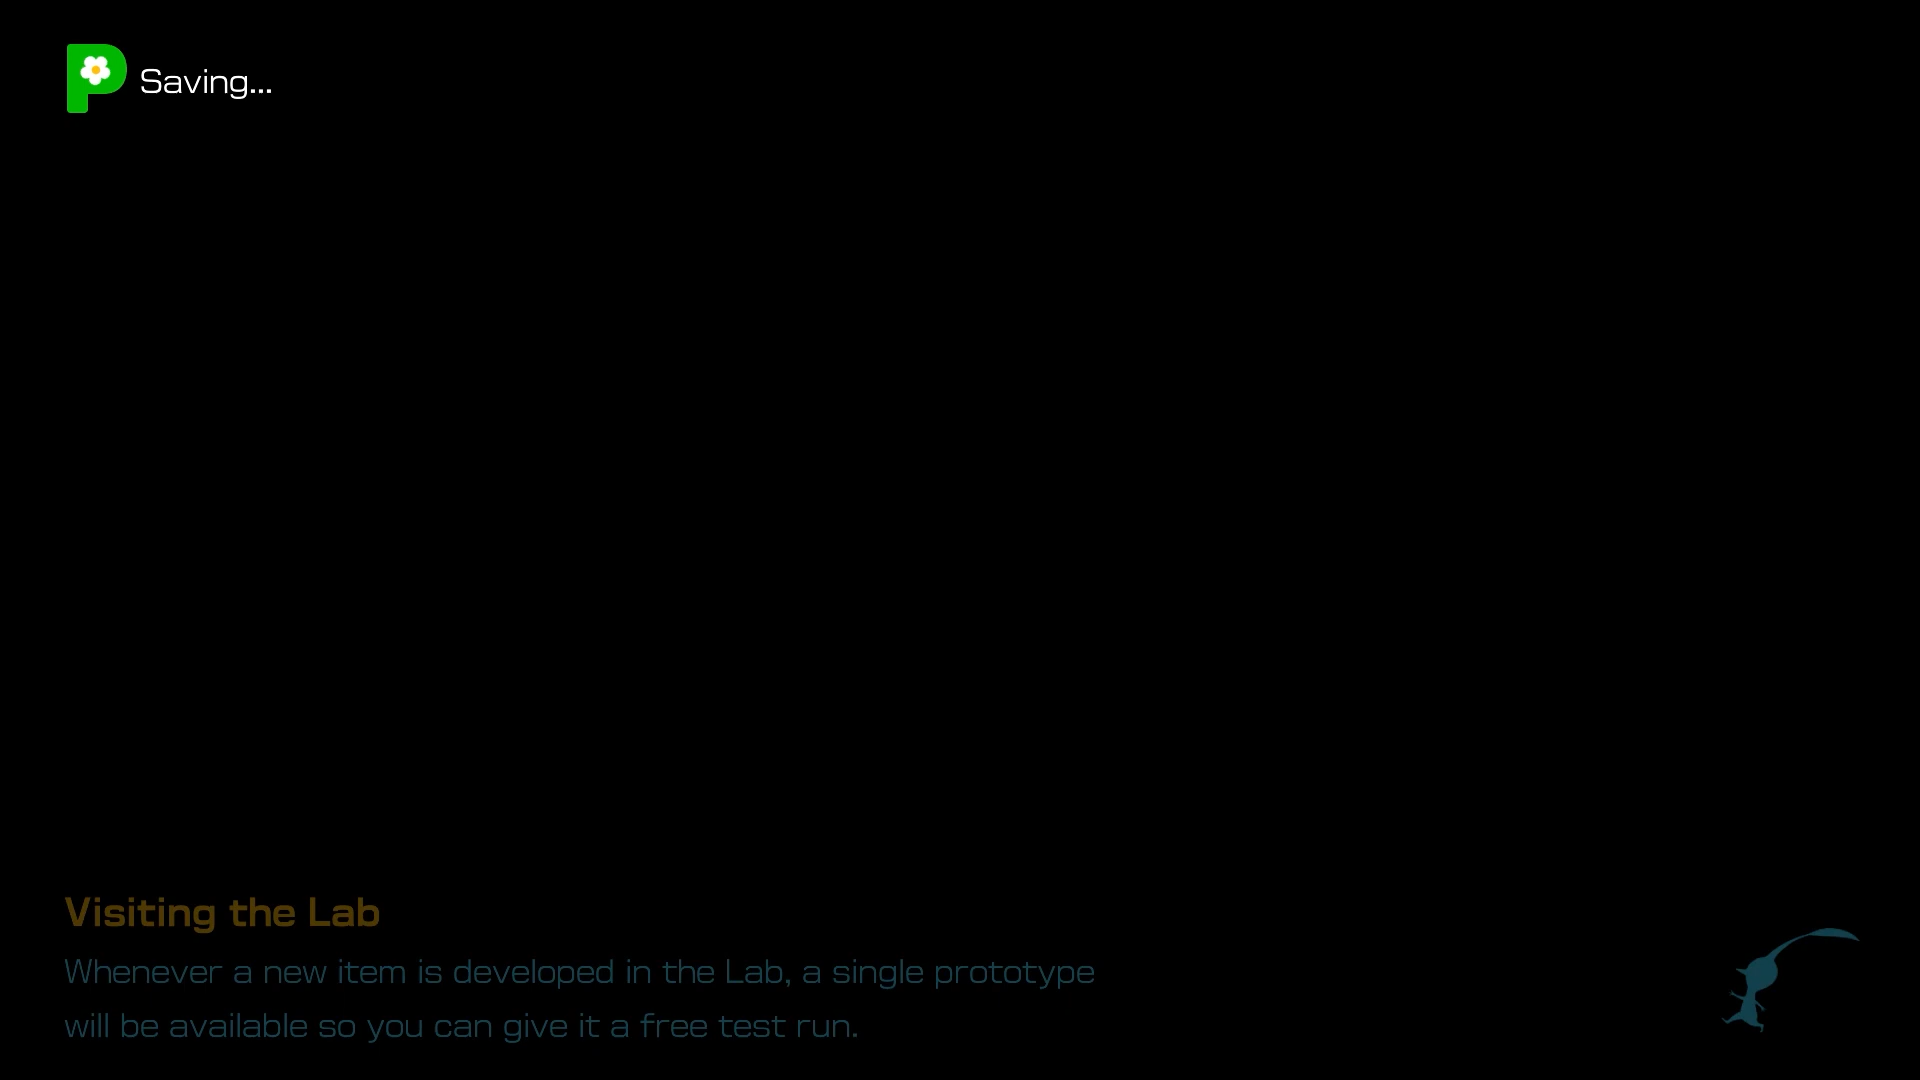 P Saving...
Visiting the Lab
Whenever a new item is developed in the Lab, a single prototype
will be available so you can give it a free test run.